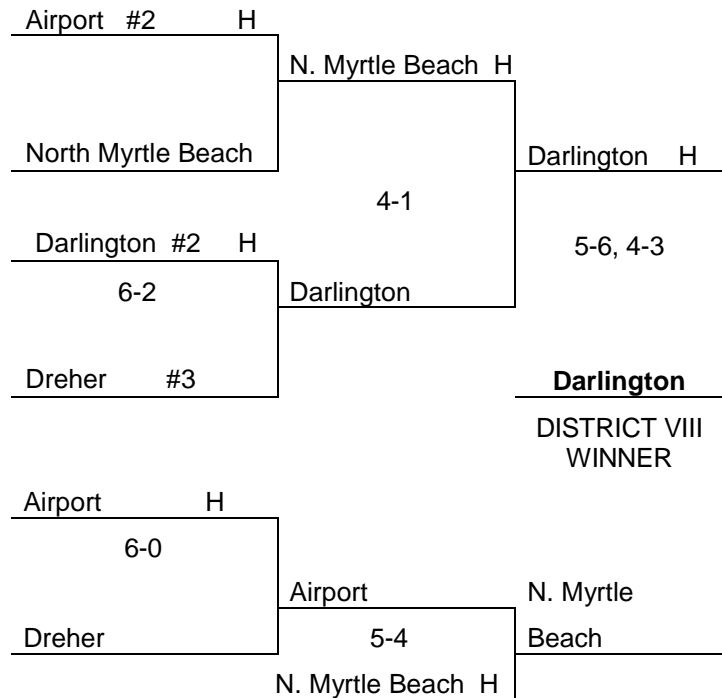 Airport #2 H
N. Myrtle Beach H
North Myrtle Beach
Darlington H
4-1
Darlington #2 H
5-6, 4-3
6-2
Darlington
Dreher #3
Darlington
DISTRICT VIII
WINNER
Airport H
6-0
Airport
N. Myrtle
Dreher
5-4
Beach
N. Myrtle Beach H